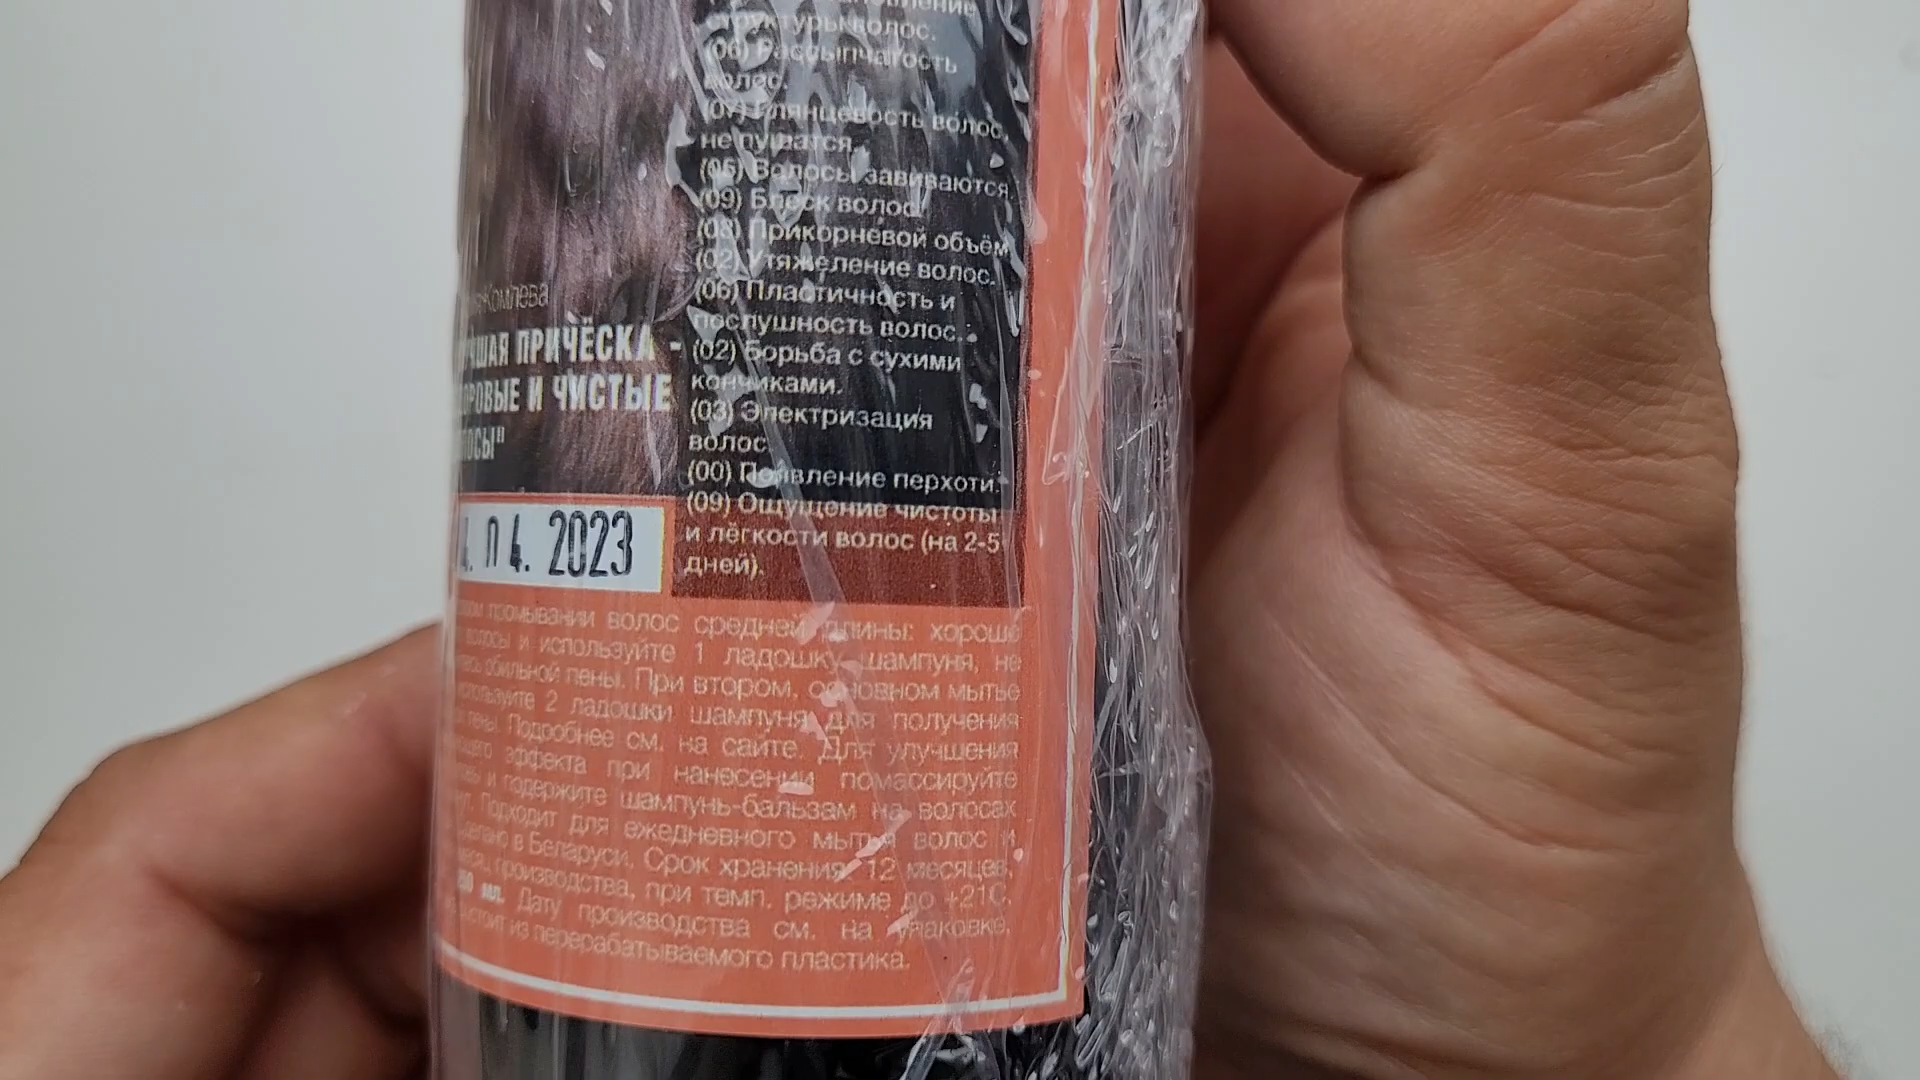 структуры волос.
(06) Рассыпчатость
волос.
(07) Глянцевость волос,
не пушатся.
(05) Волосы завиваются.
(09) Блеск волос.
(08) Прикорневой объём
(02) Утяжеление волос.
(06) Пластичность и
послушность волос.
(02) Борьба с сухими
кончиками.
(03) Электризация
волос
(00) Появление перхоти.
(09) Ощущение чистоты
и лёгкости волос (на 2-5
дней).
Комлева
ПРИЧЁСКА -
И ЧИСТЫЕ
04. 2023
промывании волос средней длины: хорошо
волосы и используйте 1 ладошку шампуня, не
обильной пены. При втором, основном мытье
используйте 2 ладошки шампуня для получения
пены. Подробнее см. на сайте. Для улучшения
эффекта при нанесении помассируйте
и подержите шампунь-бальзам на волосах
Подходит для ежедневного мытья волос и
в Беларуси. Срок хранения 12 месяцев,
производства, при темп. режиме до +21С.
мл. Дату производства см. на упаковке.
из перерабатываемого пластика.